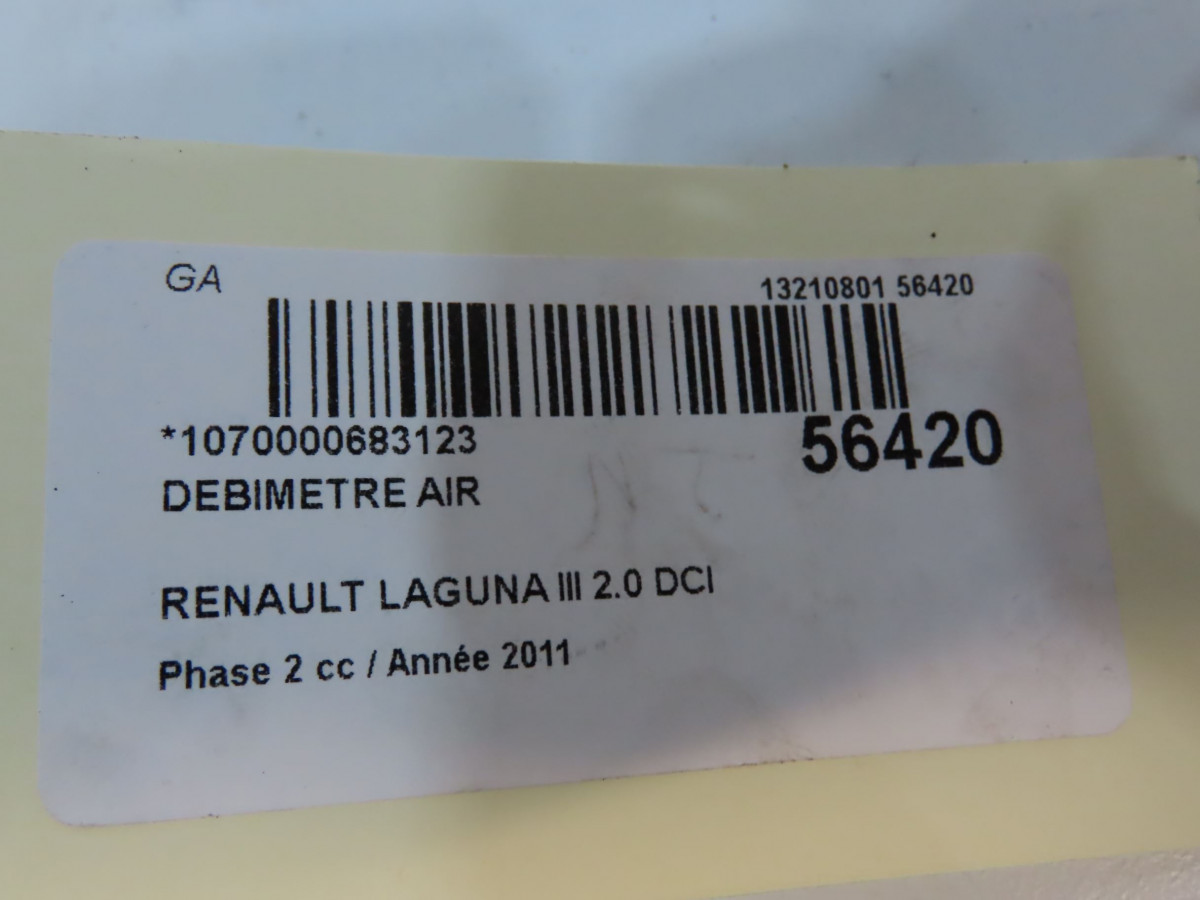 GA
13210801 56420
*1070000683123
56420
DEBIMETRE AIR
RENAULT LAGUNA III 2.0 DCI
Phase 2 cc / Année 2011